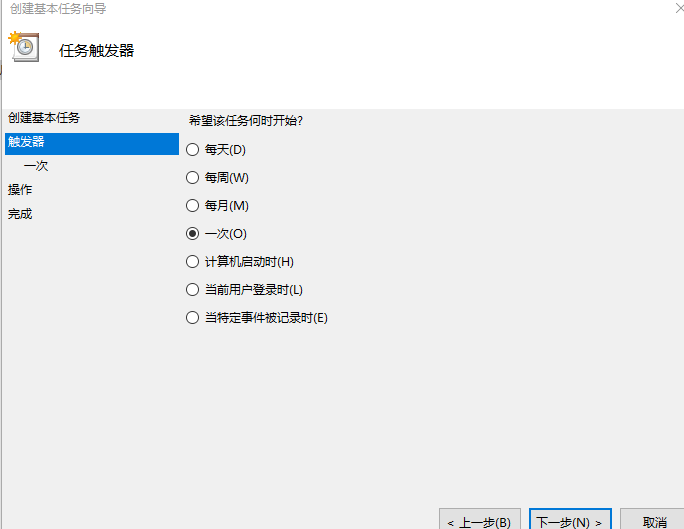 创建基本任务向导
任务触发器
创建基本任务
触发器
一次
操作
完成
希望该任务何时开始?
每天(D)
每周(W)
每月(M)
一次(O)
计算机启动时(H)
当前用户登录时(L)
当特定事件被记录时(E)
< 上一步(B)
下一步(N) >
取消